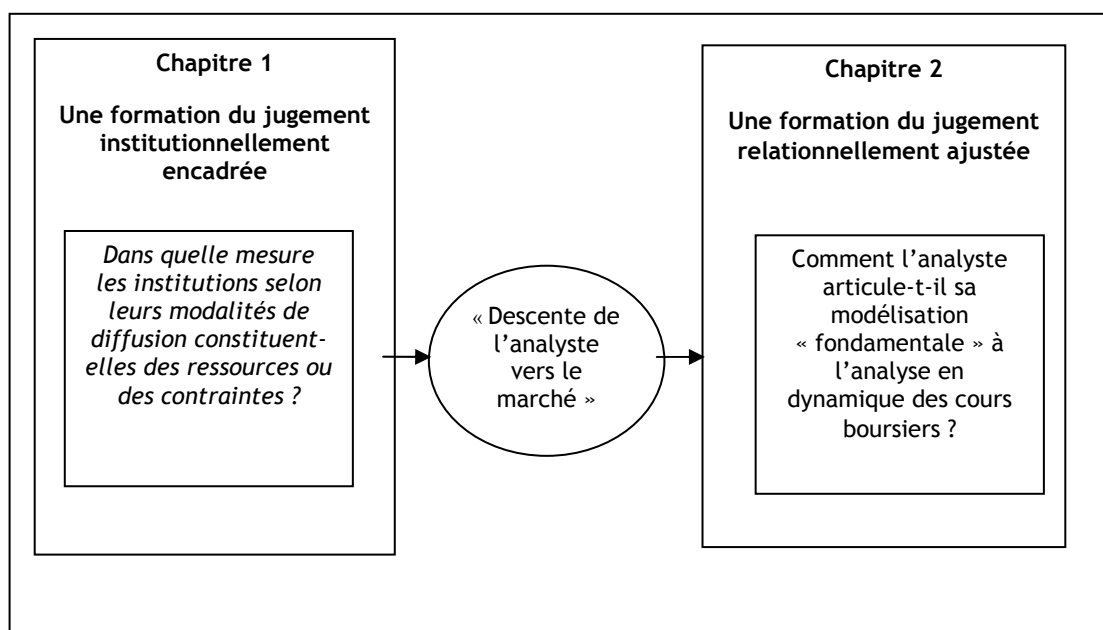 Chapitre 1
Une formation du jugement
institutionnellement
encadrée
Dans quelle mesure
les institutions selon
leurs modalités de
diffusion constituent-
elles des ressources ou
des contraintes ?
« Descente de
l’analyste
vers le
marché »
Chapitre 2
Une formation du jugement
relationnellement ajustée
Comment l’analyste
articule-t-il sa
modélisation
« fondamentale » à
l’analyse en
dynamique des cours
boursiers ?